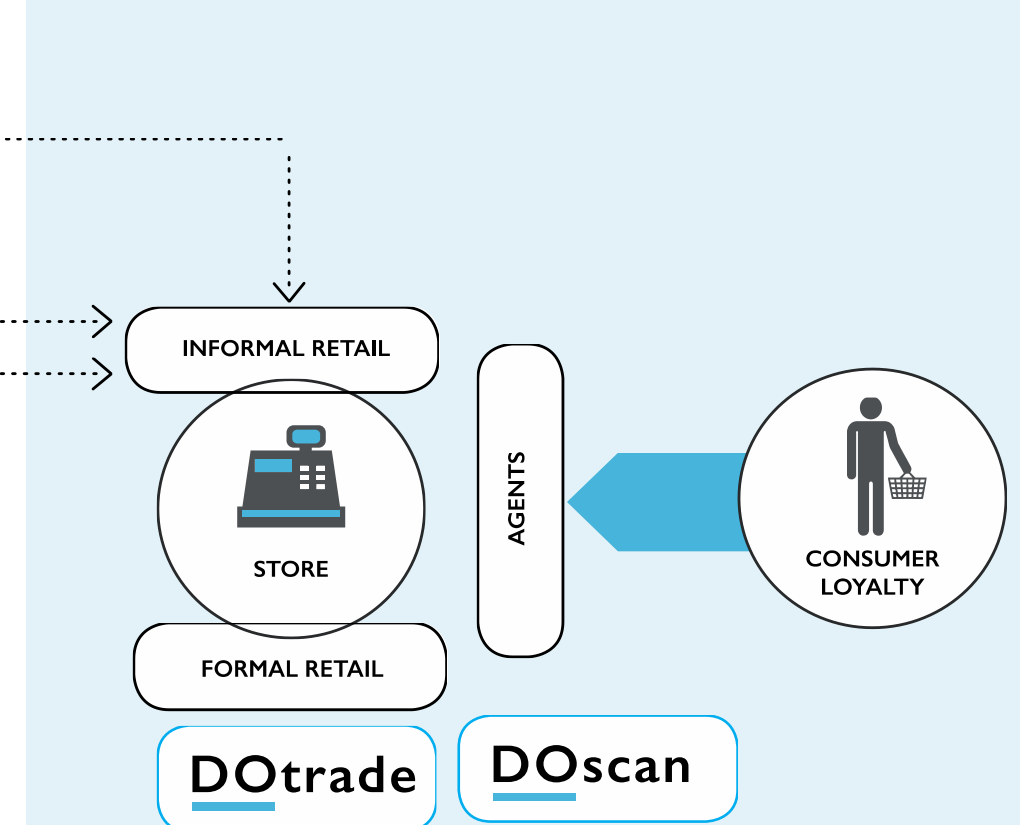 INFORMAL RETAIL
STORE
AGENTS
CONSUMER
LOYALTY
FORMAL RETAIL
DOtrade
DOscan